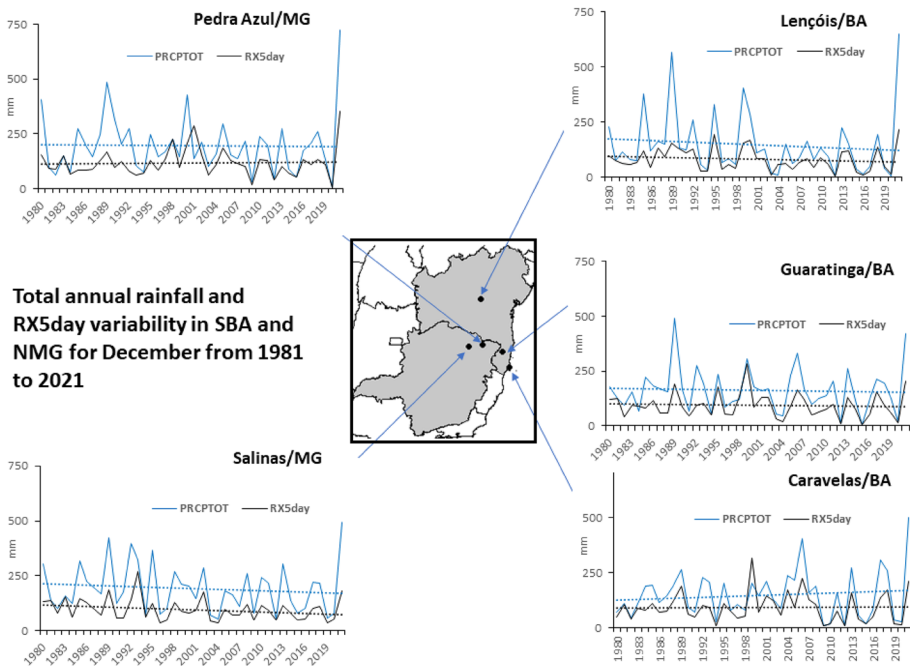 Pedra Azul/MG
PRCPTOT RX5day
mm
750
500
250
0
1980 1983 1986 1989 1992 1995 1998 2001 2004 2007 2010 2013 2016 2019
Lençóis/BA
PRCPTOT RX5day
mm
750
500
250
0
1980 1983 1986 1989 1992 1995 1998 2001 2004 2007 2010 2013 2016 2019
Total annual rainfall and
RX5day variability in SBA and
NMG for December from 1981
to 2021
Guaratinga/BA
PRCPTOT RX5day
mm
750
500
250
0
1980 1983 1986 1989 1992 1995 1998 2001 2004 2007 2010 2013 2016 2019
Salinas/MG
PRCPTOT RX5day
mm
750
500
250
0
1980 1983 1986 1989 1992 1995 1998 2001 2004 2007 2010 2013 2016 2019
Caravelas/BA
PRCPTOT RX5day
mm
500
250
0
1980 1983 1986 1989 1992 1995 1998 2001 2004 2007 2010 2013 2016 2019